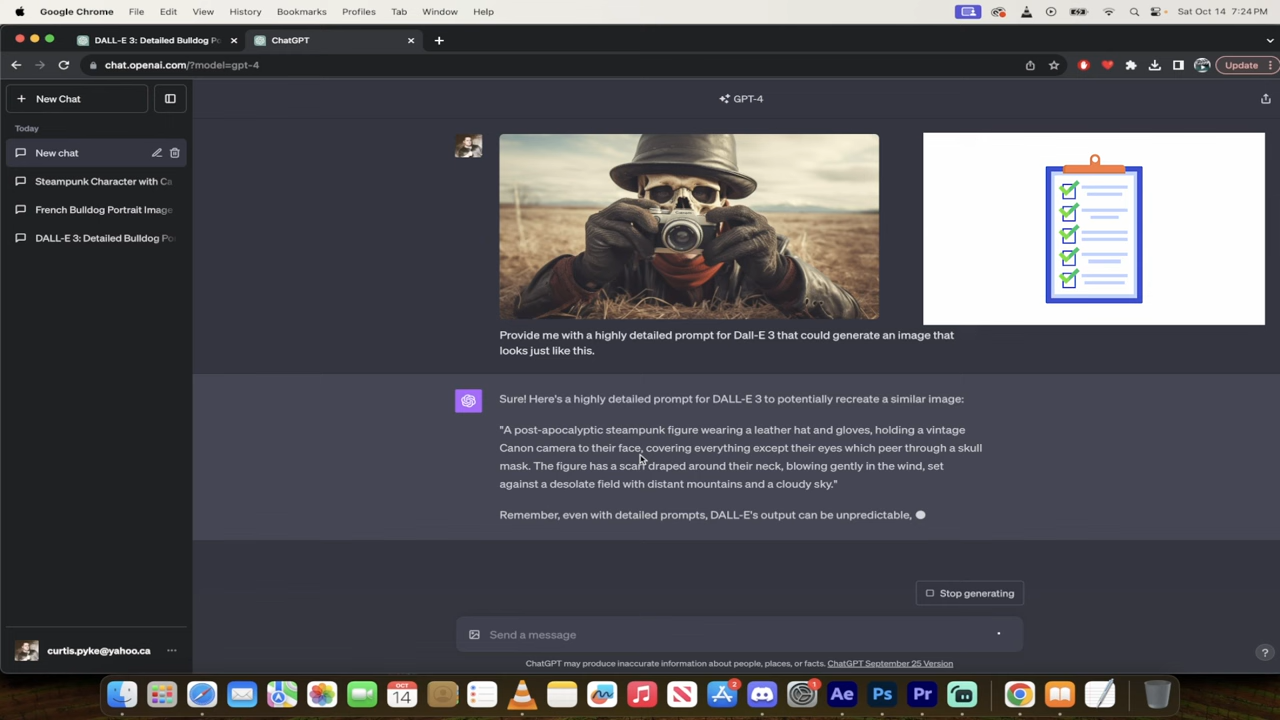 Google Chrome File Edit View History Bookmarks Profiles Tab Window Help Sat Oct 14 7:24 PM
DALL-E 3: Detailed Bulldog Po ChatGPT
chat.openai.com/?model=gpt-4 Update
New Chat
GPT-4
Today
New chat
Steampunk Character with Ca
French Bulldog Portrait Image
DALL-E 3: Detailed Bulldog Po
Provide me with a highly detailed prompt for Dall-E 3 that could generate an image that
looks just like this.
Sure! Here's a highly detailed prompt for DALL-E 3 to potentially recreate a similar image:
"A post-apocalyptic steampunk figure wearing a leather hat and gloves, holding a vintage
Canon camera to their face, covering everything except their eyes which peer through a skull
mask. The figure has a scarf draped around their neck, blowing gently in the wind, set
against a desolate field with distant mountains and a cloudy sky."
Remember, even with detailed prompts, DALL-E's output can be unpredictable,
Stop generating
Send a message
curtis.pyke@yahoo.ca
ChatGPT may produce inaccurate information about people, places, or facts. ChatGPT September 25 Version
?
OCT
14
2
1
Ae
Ps
Pr